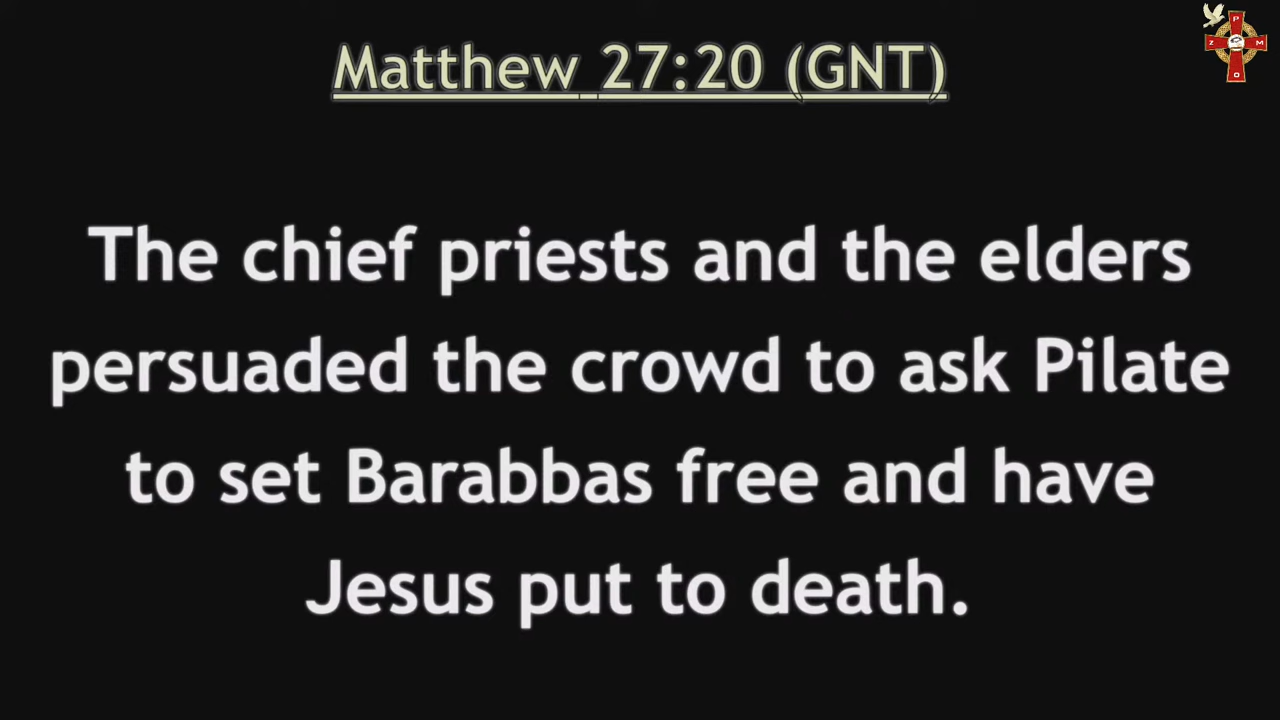 Matthew 27:20 (GNT)
The chief priests and the elders
persuaded the crowd to ask Pilate
to set Barabbas free and have
Jesus put to death.
P
Z M
O